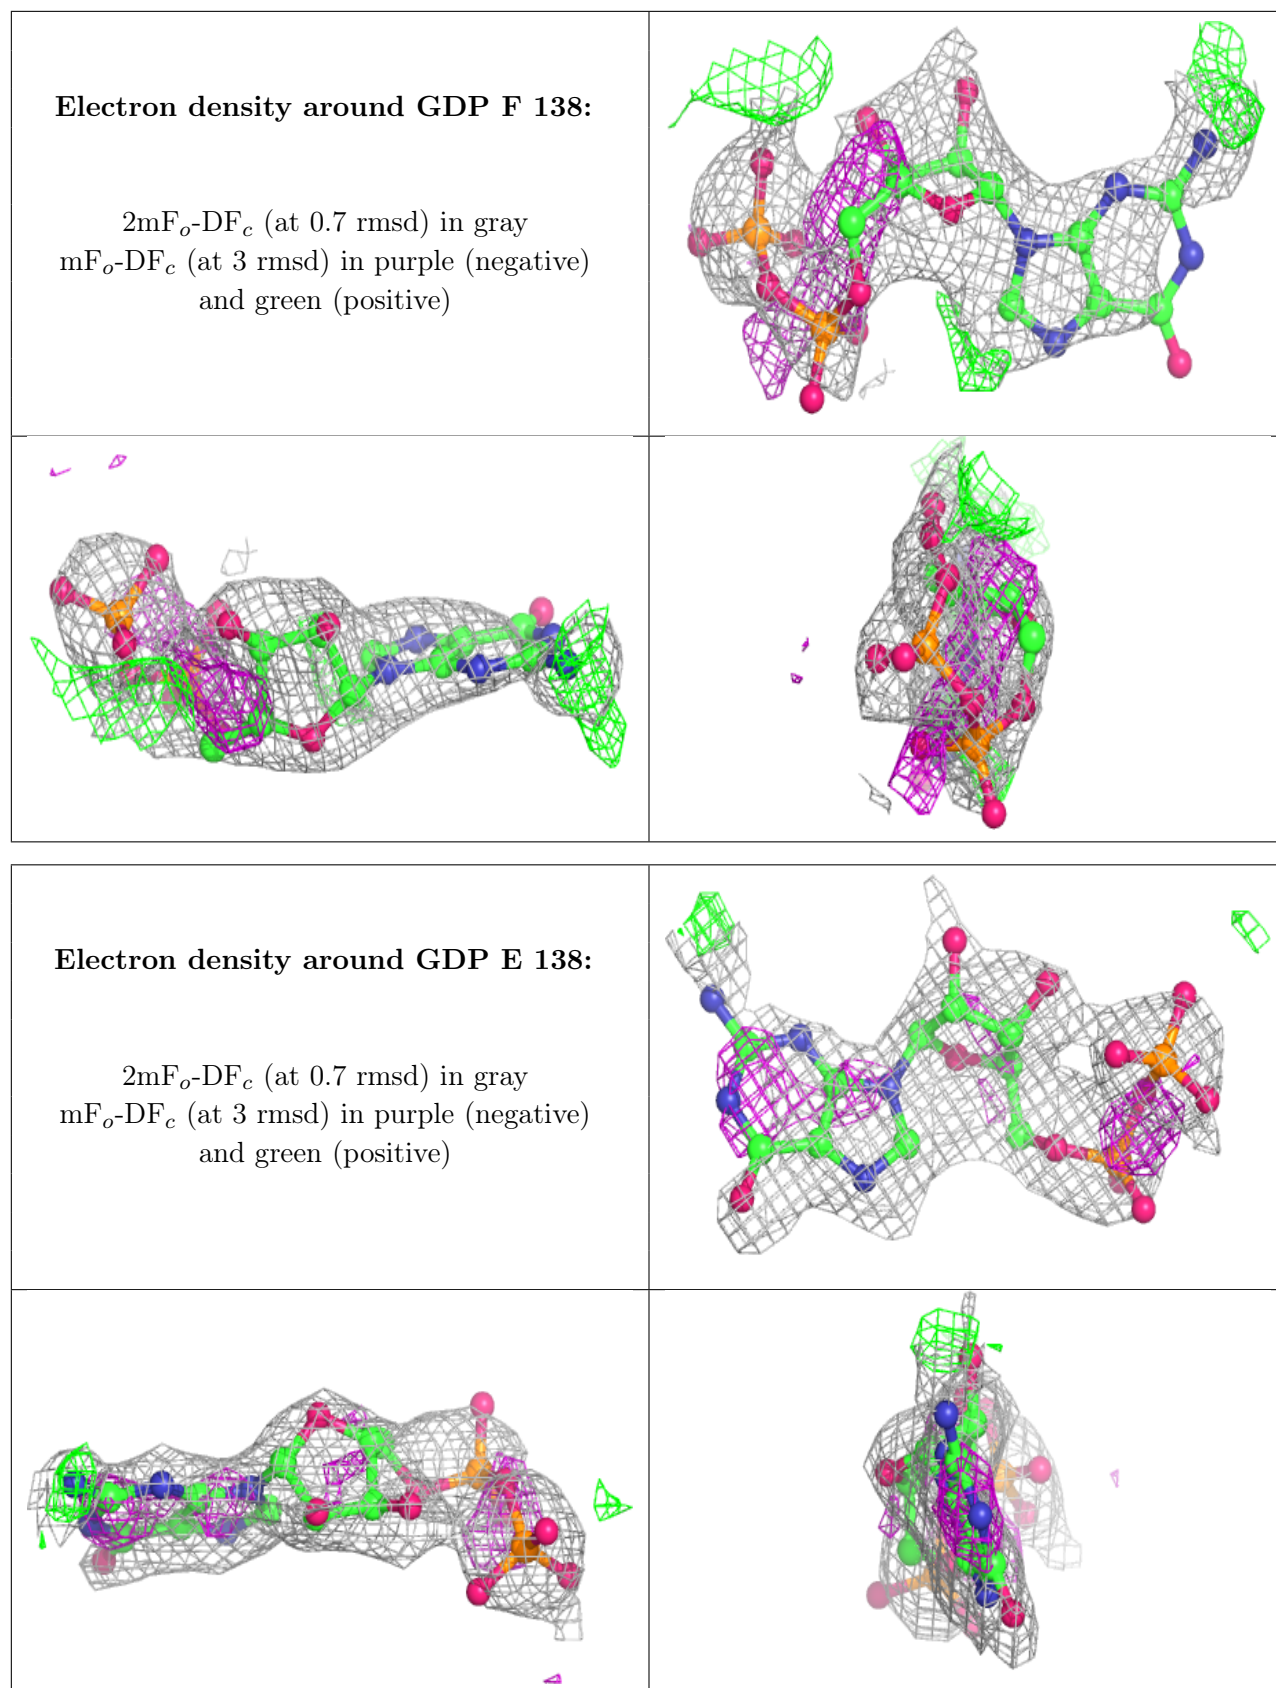 Electron density around GDP F 138:
2mFo-DFc (at 0.7 rmsd) in gray
mFo-DFc (at 3 rmsd) in purple (negative)
and green (positive)
Electron density around GDP E 138:
2mFo-DFc (at 0.7 rmsd) in gray
mFo-DFc (at 3 rmsd) in purple (negative)
and green (positive)